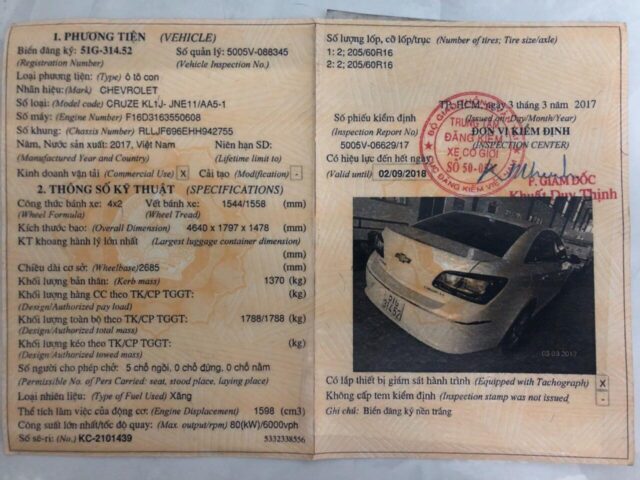 1. PHƯƠNG TIỆN (VEHICLE)
Biển đăng ký: 51G-314.52 Số quản lý: 5005V-088345
(Registration Number) (Vehicle Inspection No.)
Loại phương tiện: (Type) ô tô con
Nhãn hiệu: (Mark) CHEVROLET
Số loại: (Model code) CRUZE KL1J- JNE11/AA5-1
Số máy: (Engine Number) F16D3163550608
Số khung: (Chassis Number) RLLJF696EHH942755
Năm, Nước sản xuất: 2017, Việt Nam Niên hạn SD:
(Manufactured Year and Country) (Lifetime limit to)
Kinh doanh vận tải (Commercial Use) X Cải tạo (Modification) -
2. THÔNG SỐ KỸ THUẬT (SPECIFICATIONS)
Công thức bánh xe: 4x2 Vết bánh xe: 1544/1558 (mm)
(Wheel Formula) (Wheel Tread)
Kích thước bao: (Overall Dimension) 4640 x 1797 x 1478 (mm)
KT khoang hành lý lớn nhất (Largest luggage container dimension)
(mm)
Chiều dài cơ sở: (Wheelbase) 2685 (mm)
Khối lượng bản thân: (Kerb mass) 1370 (kg)
Khối lượng hàng CC theo TK/CP TGGT: (kg)
(Design/Authorized pay load)
Khối lượng toàn bộ theo TK/CP TGGT: 1788/1788 (kg)
(Design/Authorized total mass)
Khối lượng kéo theo TK/CP TGGT: (kg)
(Design/Authorized towed mass)
Số người cho phép chở: 5 chỗ ngồi, 0 chỗ đứng, 0 chỗ nằm
(Permissible No. of Pers Carried: seat, stood place, laying place)
Loại nhiên liệu: (Type of Fuel Used) Xăng
Thể tích làm việc của động cơ: (Engine Displacement) 1598 (cm3)
Công suất lớn nhất/tốc độ quay: (Max. output/rpm) 80(kW)/6000vph
Số sê-ri: (No.) KC-2101439 5332338556
Số lượng lốp, cỡ lốp/trục (Number of tires; Tire size/axle)
1: 2; 205/60R16
2: 2; 205/60R16
TP. HCM, ngày 3 tháng 3 năm 2017
Số phiếu kiểm định (Issued on: Day/Month/Year)
(Inspection Report No) ĐƠN VỊ KIỂM ĐỊNH
5005V-06629/17 (INSPECTION CENTER)
Có hiệu lực đến hết ngày
(Valid until) 02/09/2018
TRUNG TÂM
ĐĂNG KIỂM
XE CƠ GIỚI
CỤC ĐĂNG KIỂM VIỆT
P. GIÁM ĐỐC
Khuất Duy Thịnh
03 03 2017
Có lắp thiết bị giám sát hành trình (Equipped with Tachograph) X
Không cấp tem kiểm định (Inspection stamp was not issued) -
Ghi chú: Biển đăng ký nền trắng